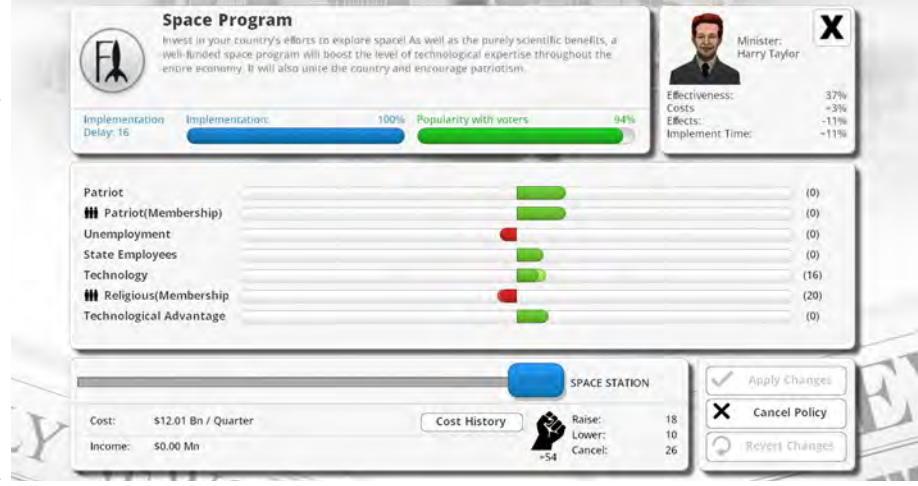 Space Program
Invest in your country's efforts to explore space! As well as the purely scientific benefits, a
well-funded space program will boost the level of technological expertise throughout the
entire economy. It will also unite the country and encourage patriotism.
Implementation
Delay: 16
Implementation: 100%
Popularity with voters 94%
X
Minister:
Harry Taylor
Effectiveness: 37%
Costs +3%
Effects: -11%
Implement Time: +11%
Patriot (0)
Patriot(Membership) (0)
Unemployment (0)
State Employees (0)
Technology (16)
Religious(Membership (20)
Technological Advantage (0)
SPACE STATION
Cost: $12.01 Bn / Quarter
Income: $0.00 Mn
Cost History
+54
Raise: 18
Lower: 10
Cancel: 26
Apply Changes
Cancel Policy
Revert Changes